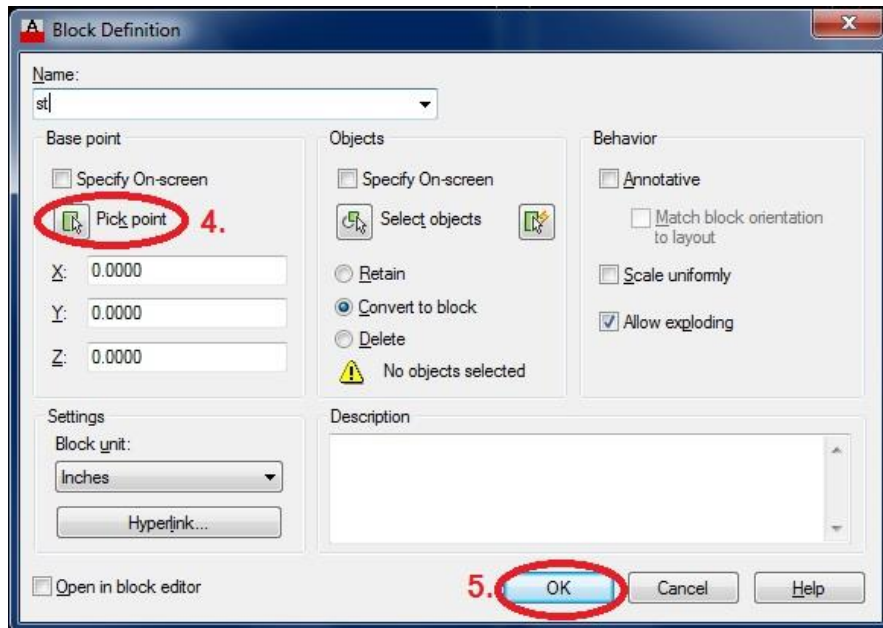 Block Definition
Name:
st
Base point
Specify On-screen
Pick point 4.
X: 0.0000
Y: 0.0000
Z: 0.0000
Objects
Specify On-screen
Select objects
Retain
Convert to block
Delete
No objects selected
Behavior
Annotative
Match block orientation
to layout
Scale uniformly
Allow exploding
Settings
Block unit:
Inches
Hyperlink...
Description
Open in block editor
5. OK Cancel Help